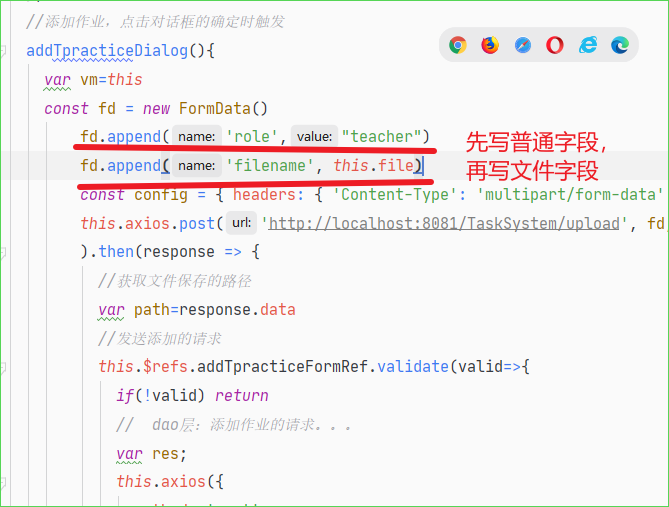 //添加作业，点击对话框的确定时触发
addTpracticeDialog(){
var vm=this
const fd = new FormData()
fd.append( name: 'role', value: "teacher")
fd.append( name: 'filename', this.file)
先写普通字段，
再写文件字段
const config = { headers: { 'Content-Type': 'multipart/form-data'
this.axios.post( url: 'http://localhost:8081/TaskSystem/upload', fd,
).then(response => {
//获取文件保存的路径
var path=response.data
//发送添加的请求
this.$refs.addTpracticeFormRef.validate(valid=>{
if(!valid) return
// dao层：添加作业的请求。。。
var res;
this.axios({